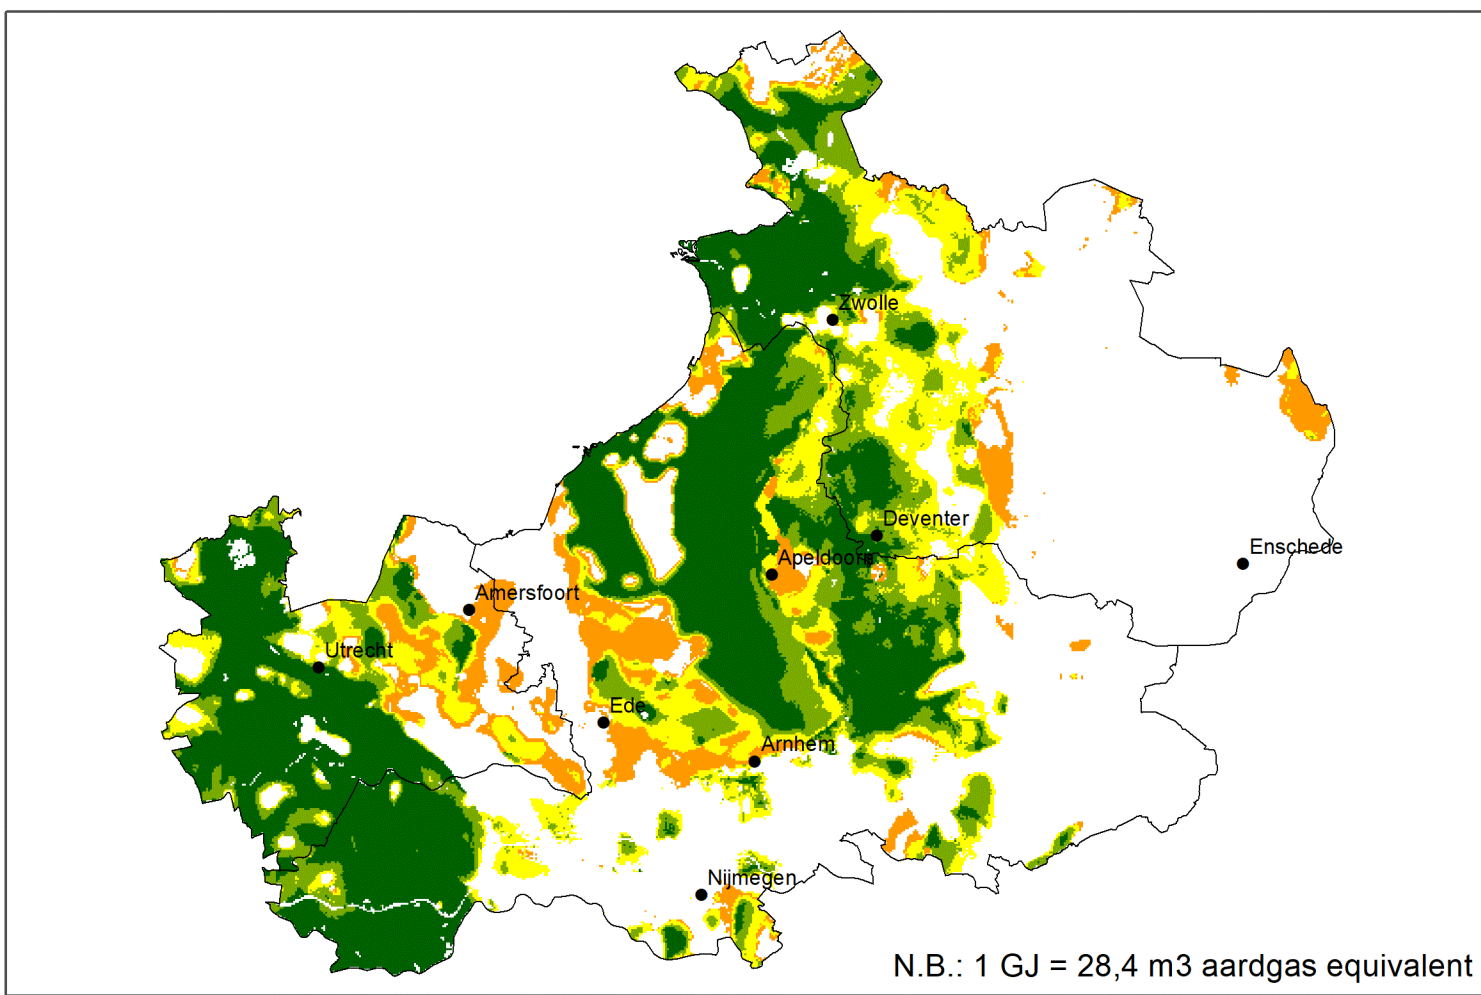 Zwolle
Deventer
Apeldoorn
Enschede
Amersfoort
Utrecht
Ede
Arnhem
Nijmegen
N.B.: 1 GJ = 28,4 m3 aardgas equivalent